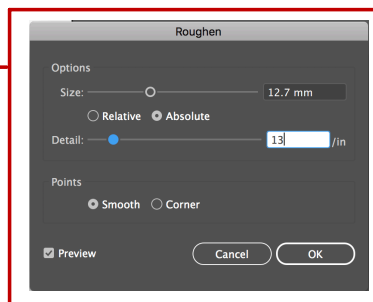 Roughen
Options
Size: 12.7 mm
Relative Absolute
Detail: 13 /in
Points
Smooth Corner
Preview Cancel OK